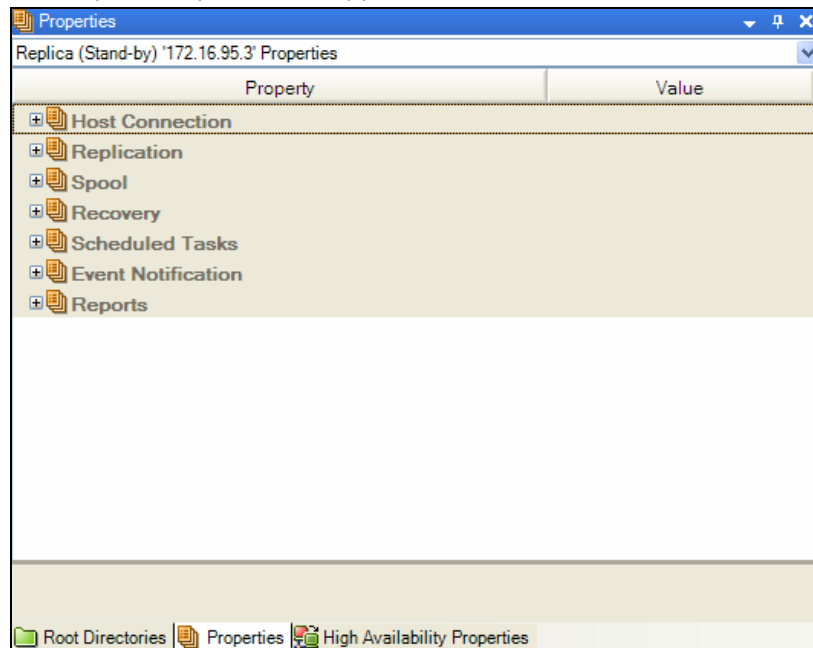 Properties
Replica (Stand-by) '172.16.95.3' Properties
Property Value
Host Connection
Replication
Spool
Recovery
Scheduled Tasks
Event Notification
Reports
Root Directories Properties High Availability Properties